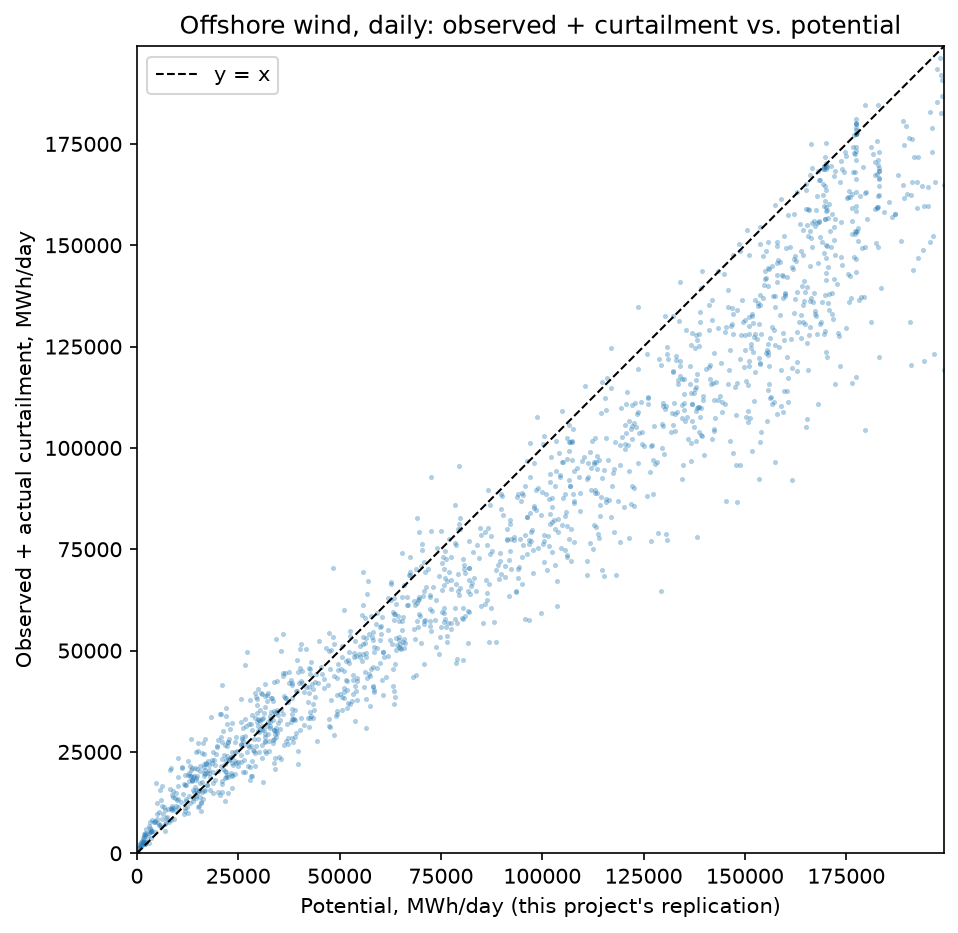 Offshore wind, daily: observed + curtailment vs. potential
y = x
175000
150000
125000
100000
75000
50000
25000
0
Observed + actual curtailment, MWh/day
0 25000 50000 75000 100000 125000 150000 175000
Potential, MWh/day (this project's replication)